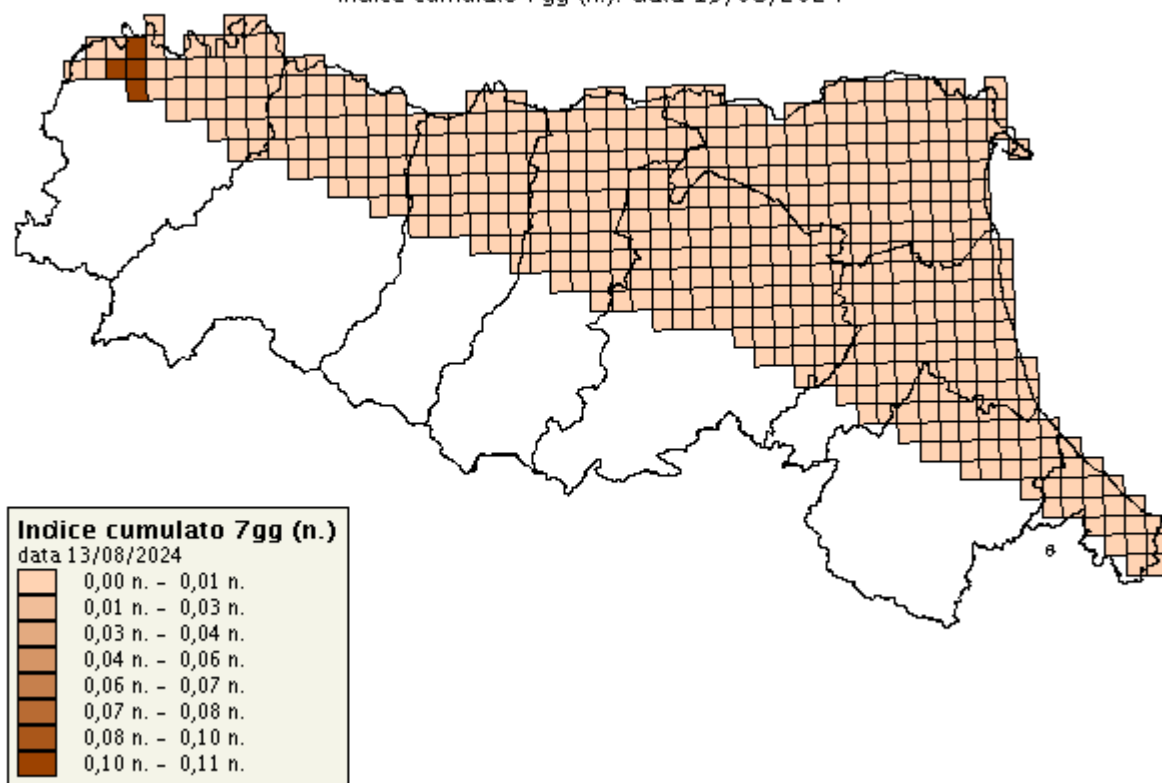 Indice cumulato 7gg (n.)
data 13/08/2024
0,00 n. - 0,01 n.
0,01 n. - 0,03 n.
0,03 n. - 0,04 n.
0,04 n. - 0,06 n.
0,06 n. - 0,07 n.
0,07 n. - 0,08 n.
0,08 n. - 0,10 n.
0,10 n. - 0,11 n.